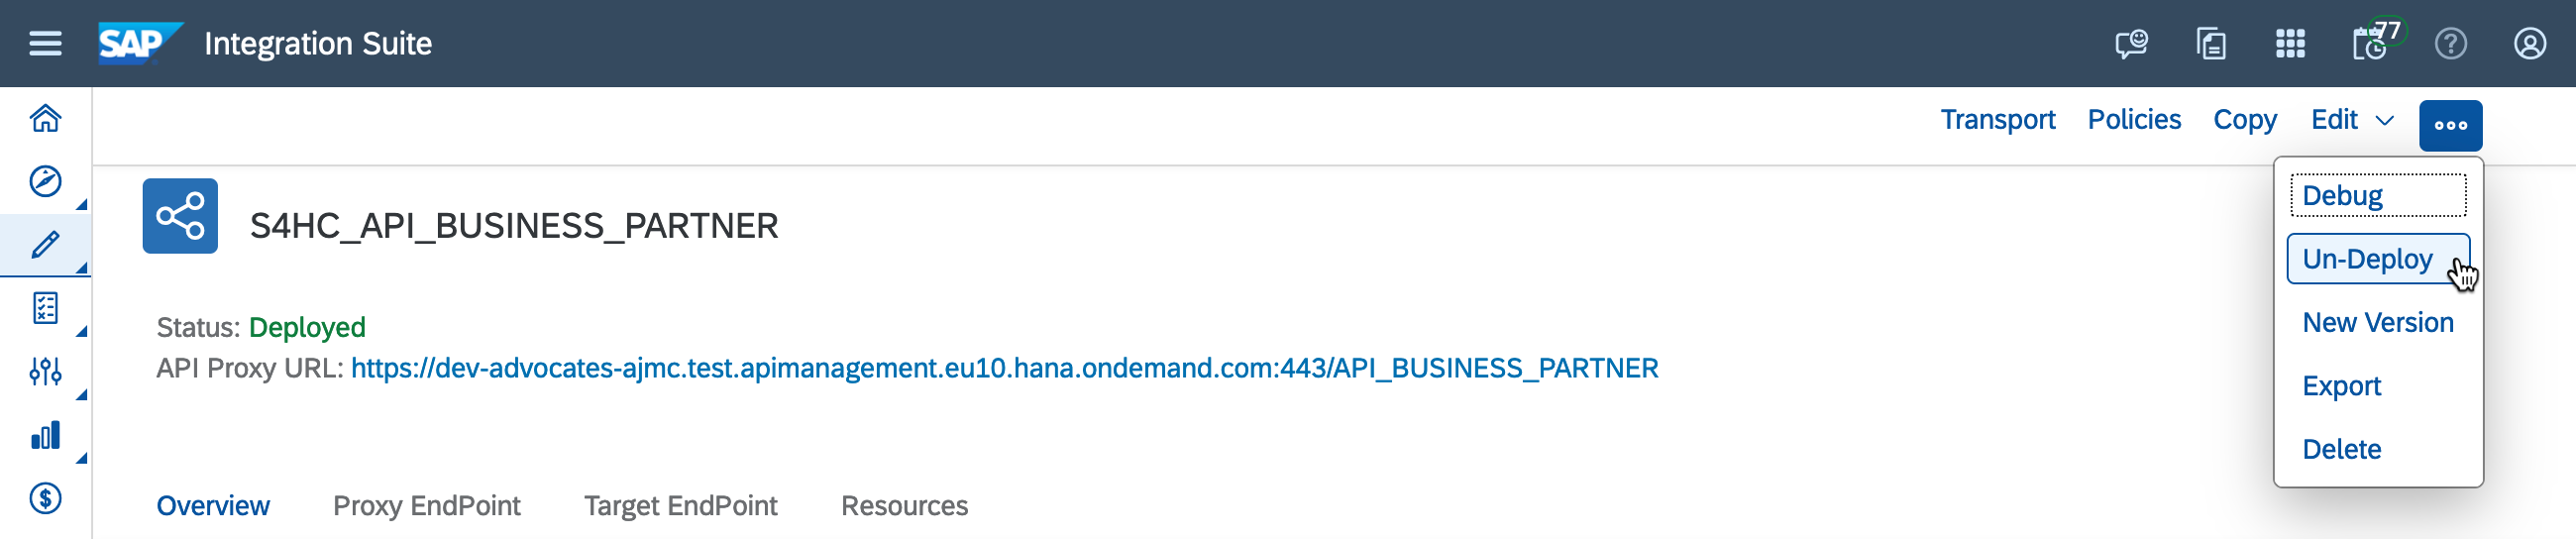 SAP Integration Suite
77
Transport Policies Copy Edit
Debug
Un-Deploy
New Version
Export
Delete
S4HC_API_BUSINESS_PARTNER
Status: Deployed
API Proxy URL: https://dev-advocates-ajmc.test.apimanagement.eu10.hana.ondemand.com:443/API_BUSINESS_PARTNER
Overview Proxy EndPoint Target EndPoint Resources